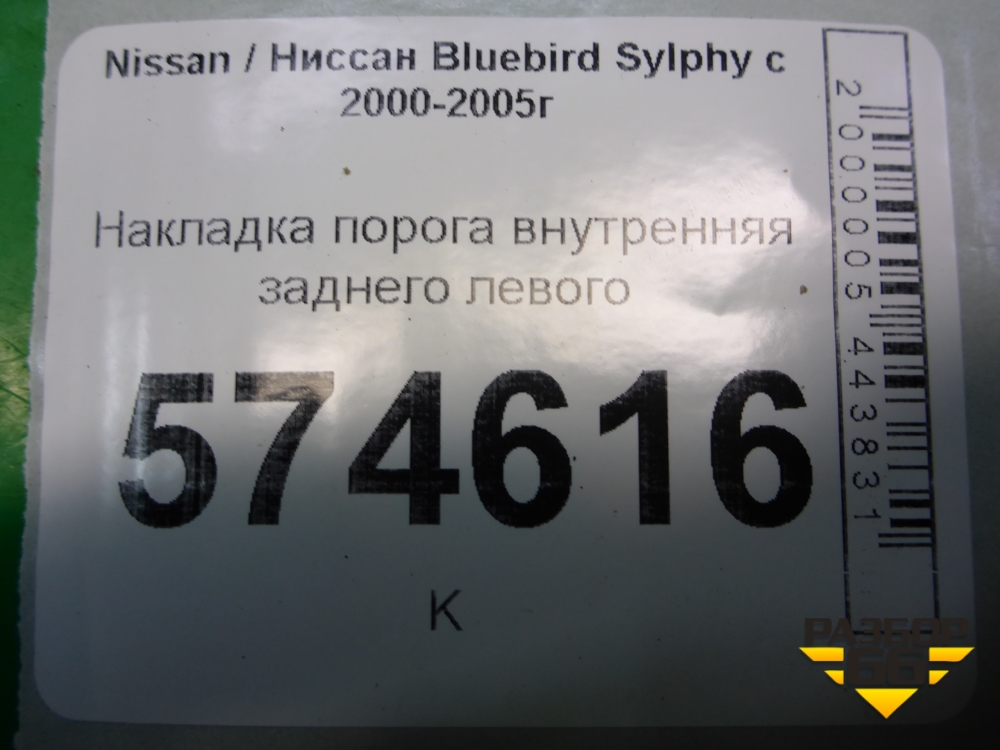 Nissan / Ниссан Bluebird Sylphy с
2000-2005г
Накладка порога внутренняя
заднего левого
574616
К
2000005443831
РАЗБОР
66